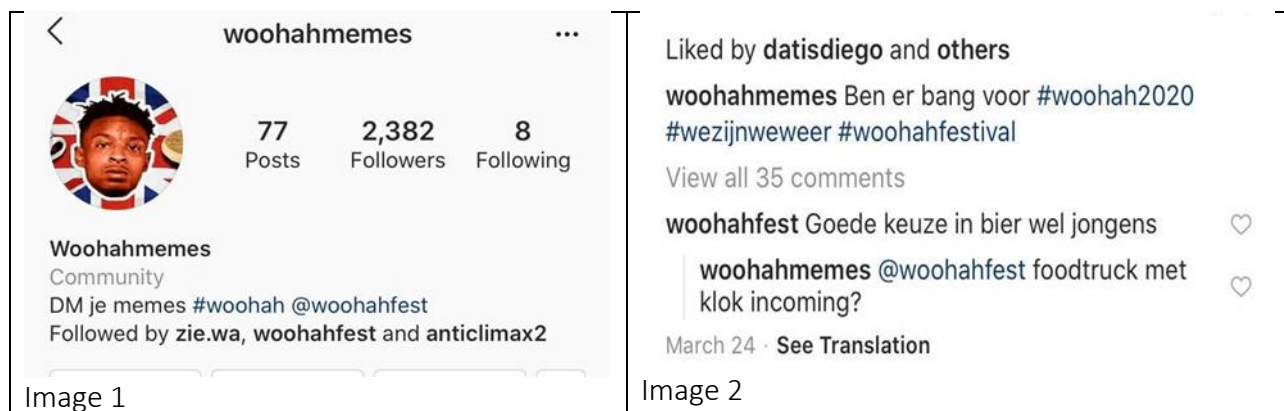 woohahmemes
...
77 2,382 8
Posts Followers Following
Woohahmemes
Community
DM je memes #woohah @woohahfest
Followed by zie.wa, woohahfest and anticlimax2
Image 1
Liked by datisdiego and others
woohahmemes Ben er bang voor #woohah2020
#wezijnweweer #woohahfestival
View all 35 comments
woohahfest Goede keuze in bier wel jongens
woohahmemes @woohahfest foodtruck met
klok incoming?
March 24 · See Translation
Image 2